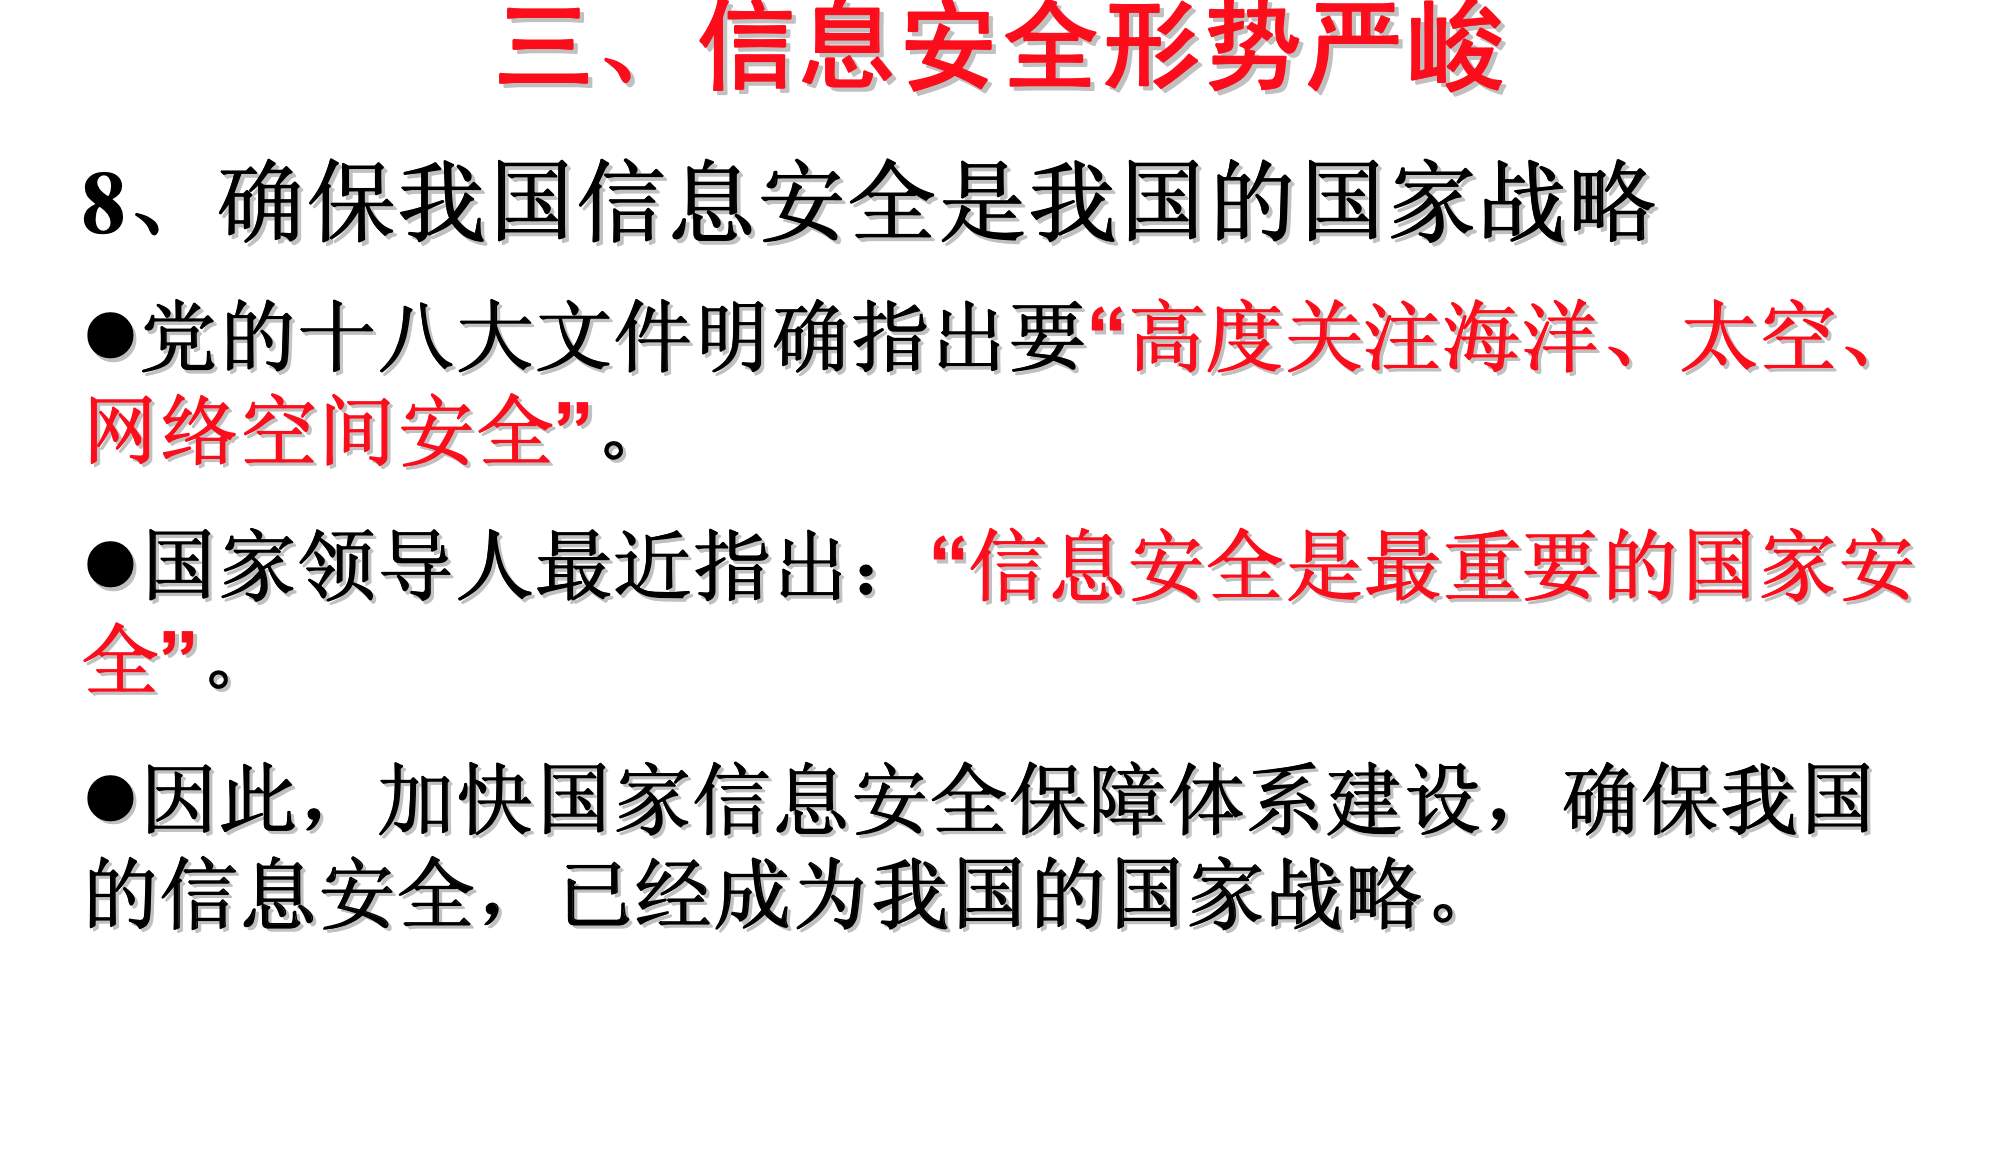 三、信息安全形势严峻
8、确保我国信息安全是我国的国家战略
●党的十八大文件明确指出要“高度关注海洋、太空、
网络空间安全”。
●国家领导人最近指出：“信息安全是最重要的国家安
全”。
●因此，加快国家信息安全保障体系建设，确保我国
的信息安全，已经成为我国的国家战略。